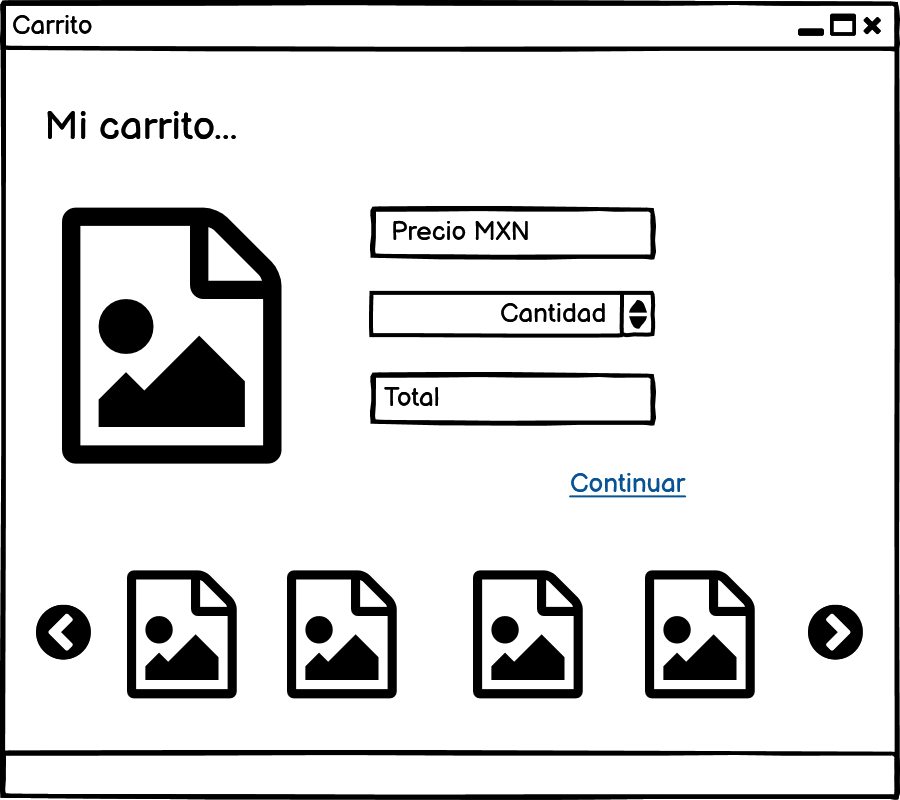 Carrito
Mi carrito...
Precio MXN
Cantidad
Total
Continuar